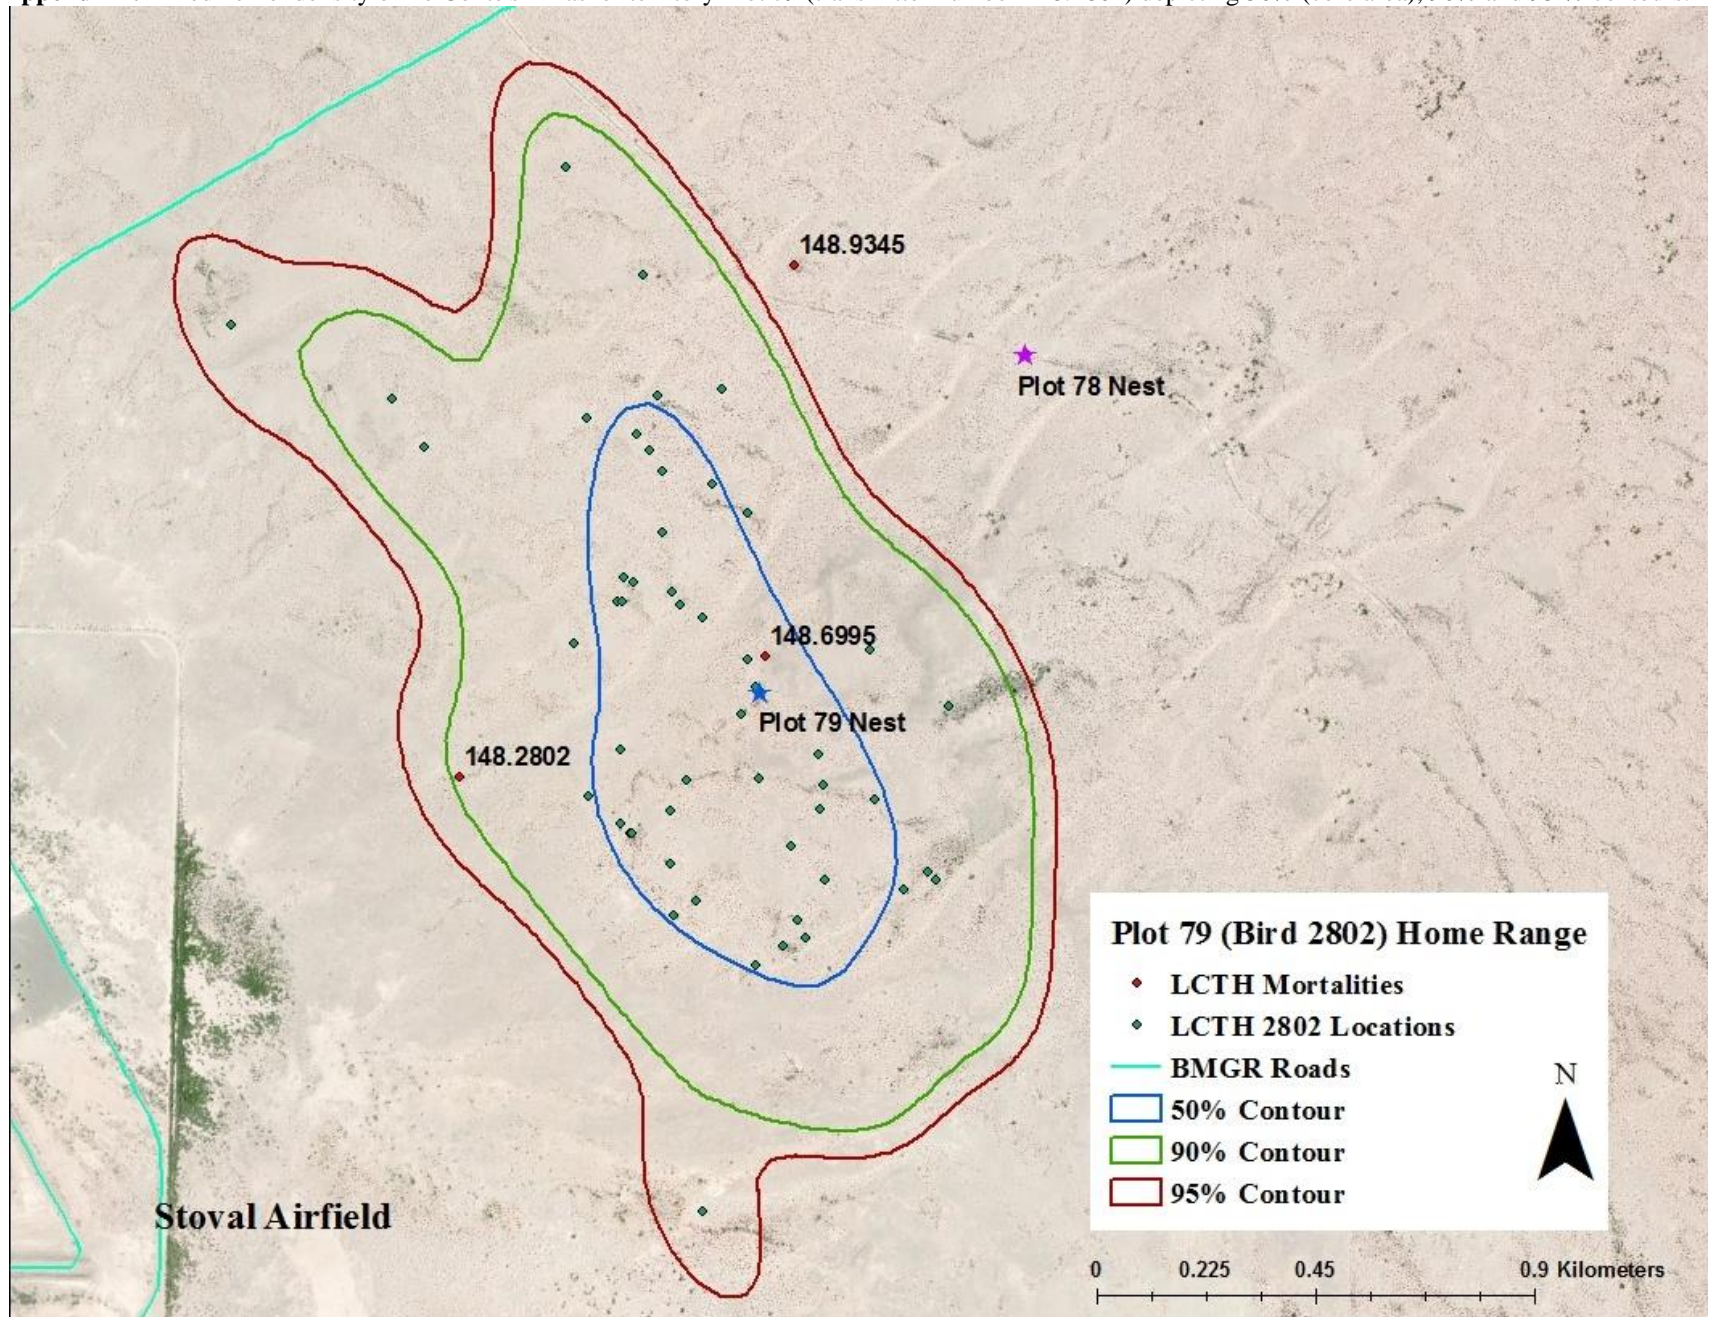 148.9345
Plot 78 Nest
148.6995
Plot 79 Nest
148.2802
Plot 79 (Bird 2802) Home Range
LCTH Mortalities
LCTH 2802 Locations
BMGR Roads
50% Contour
90% Contour
95% Contour
N
Stoval Airfield
0 0.225 0.45 0.9 Kilometers